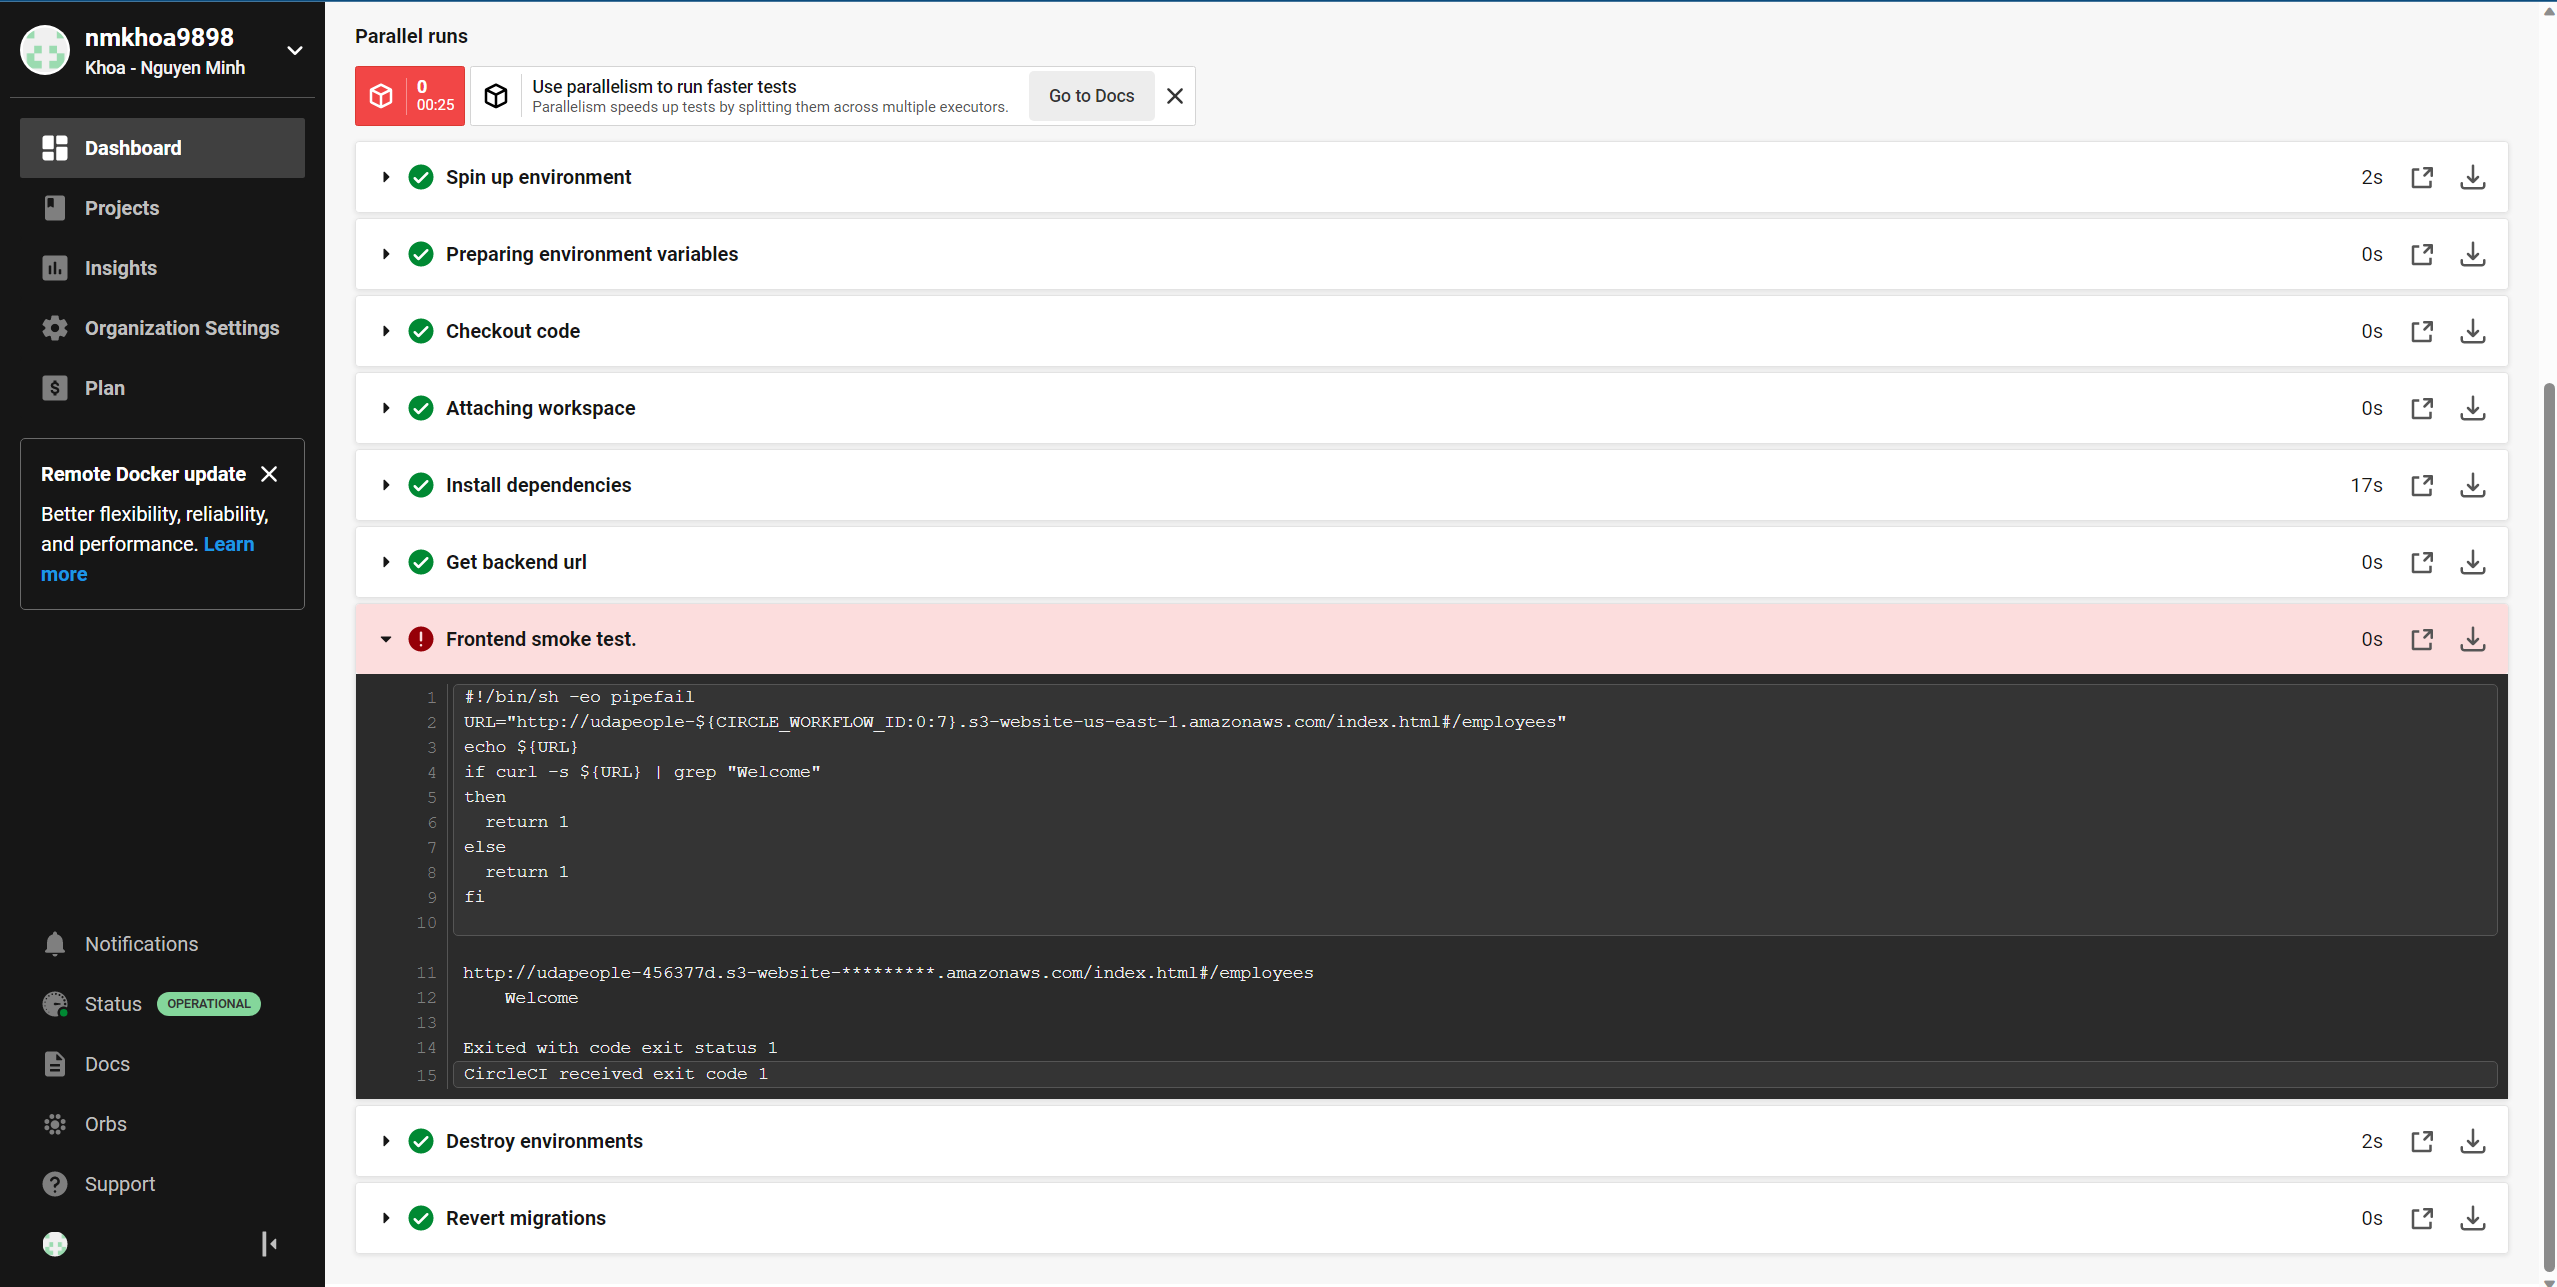 nmkhoa9898
Khoa - Nguyen Minh
Dashboard
Projects
Insights
Organization Settings
Plan
Remote Docker update
Better flexibility, reliability,
and performance. Learn
more
Notifications
Status OPERATIONAL
Docs
Orbs
Support
Parallel runs
0
00:25
Use parallelism to run faster tests
Parallelism speeds up tests by splitting them across multiple executors.
Go to Docs
Spin up environment 2s
Preparing environment variables 0s
Checkout code 0s
Attaching workspace 0s
Install dependencies 17s
Get backend url 0s
Frontend smoke test. 0s
1 #!/bin/sh -eo pipefail
2 URL="http://udapeople-${CIRCLE_WORKFLOW_ID:0:7}.s3-website-us-east-1.amazonaws.com/index.html#/employees"
3 echo ${URL}
4 if curl -s ${URL} | grep "Welcome"
5 then
6 return 1
7 else
8 return 1
9 fi
10
11 http://udapeople-456377d.s3-website-*********.amazonaws.com/index.html#/employees
12 Welcome
13
14 Exited with code exit status 1
15 CircleCI received exit code 1
Destroy environments 2s
Revert migrations 0s